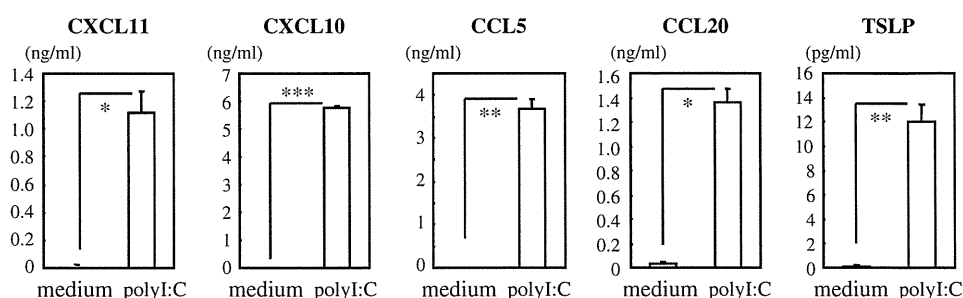 CXCL11 CXCL10 CCL5 CCL20 TSLP
(ng/ml) (ng/ml) (ng/ml) (ng/ml) (pg/ml)
1.4 7 4 1.6 16
1.2 6 3 1.4 14
1.0 5 2 1.2 12
0.8 4 1 1.0 10
0.6 3 0 0.8 8
0.4 2 0.6 6
0.2 1 0.4 4
0 0 0.2 2
0 0
* *** ** * **
medium polyI:C medium polyI:C medium polyI:C medium polyI:C medium polyI:C